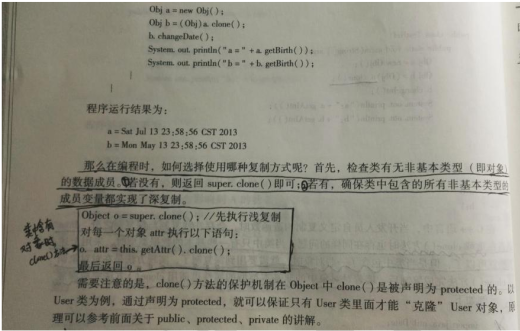 Obj a = new Obj();
Obj b = (Obj)a. clone();
b. changeDate();
System. out. println("a = " + a. getBirth());
System. out. println("b = " + b. getBirth());
程序运行结果为:
a = Sat Jul 13 23:58:56 CST 2013
b = Mon May 13 23:58:56 CST 2013
那么在编程时，如何选择使用哪种复制方式呢？首先，检查类有无非基本类型（即对象）
的数据成员。①若没有，则返回 super. clone()即可；②若有，确保类中包含的所有非基本类型的
成员变量都实现了深复制。
Object o = super. clone(); //先执行浅复制
对每一个对象 attr 执行以下语句：
o. attr = this. getAttr(). clone();
最后返回 o。
对象的
clone()
需要注意的是，clone()方法的保护机制在 Object 中 clone()是被声明为 protected 的。以
User 类为例，通过声明为 protected，就可以保证只有 User 类里面才能“克隆”User 对象，原
理可以参考前面关于 public、protected、private 的讲解。